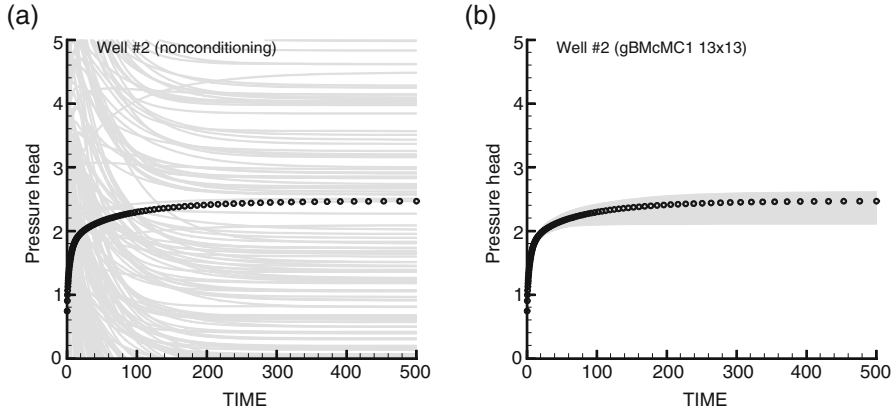 (a)
Well #2 (nonconditioning)
Pressure head
5
4
3
2
1
0
0 100 200 300 400 500
TIME
(b)
Well #2 (gBMcMC1 13x13)
Pressure head
5
4
3
2
1
0
0 100 200 300 400 500
TIME